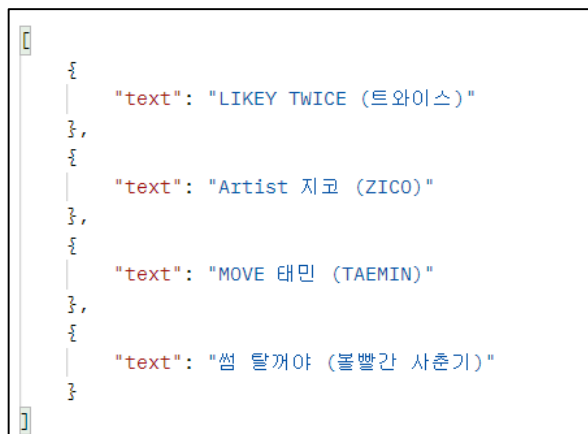 [
{
"text": "LIKEY TWICE (트와이스)"
},
{
"text": "Artist 지코 (ZICO)"
},
{
"text": "MOVE 태민 (TAEMIN)"
},
{
"text": "썸 탈꺼야 (볼빨간 사춘기)"
}
]